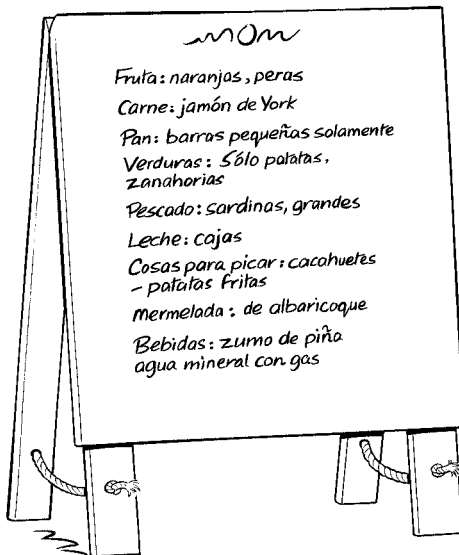 Fruta: naranjas, peras
Carne: jamón de York
Pan: barras pequeñas solamente
Verduras: Sólo patatas,
zanahorias
Pescado: sardinas, grandes
Leche: cajas
Cosas para picar: cacahuetes
- patatas fritas
Mermelada: de albaricoque
Bebidas: zumo de piña
agua mineral con gas